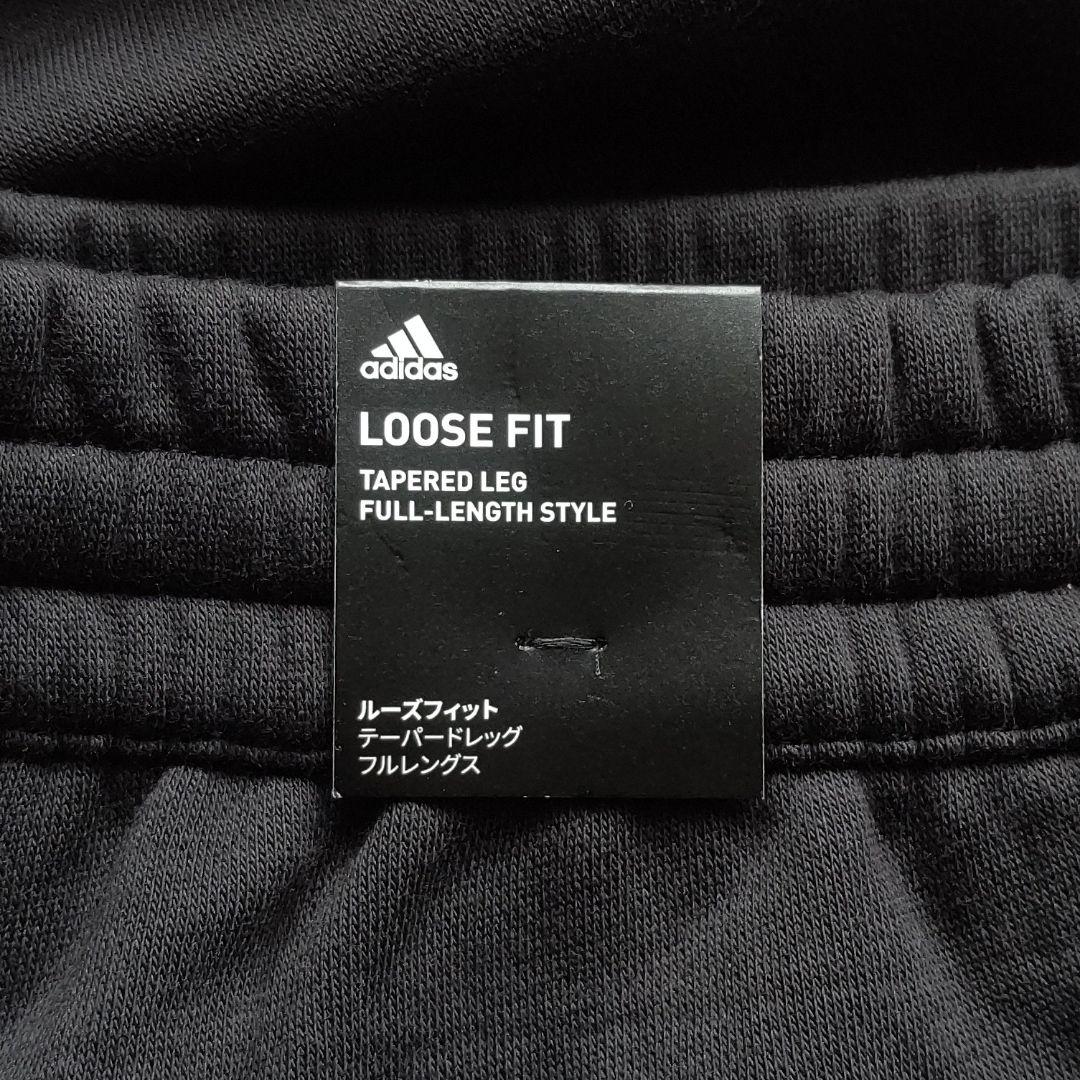 adidas
LOOSE FIT
TAPERED LEG
FULL-LENGTH STYLE
ルーズフィット
テーパードレッグ
フルレングス